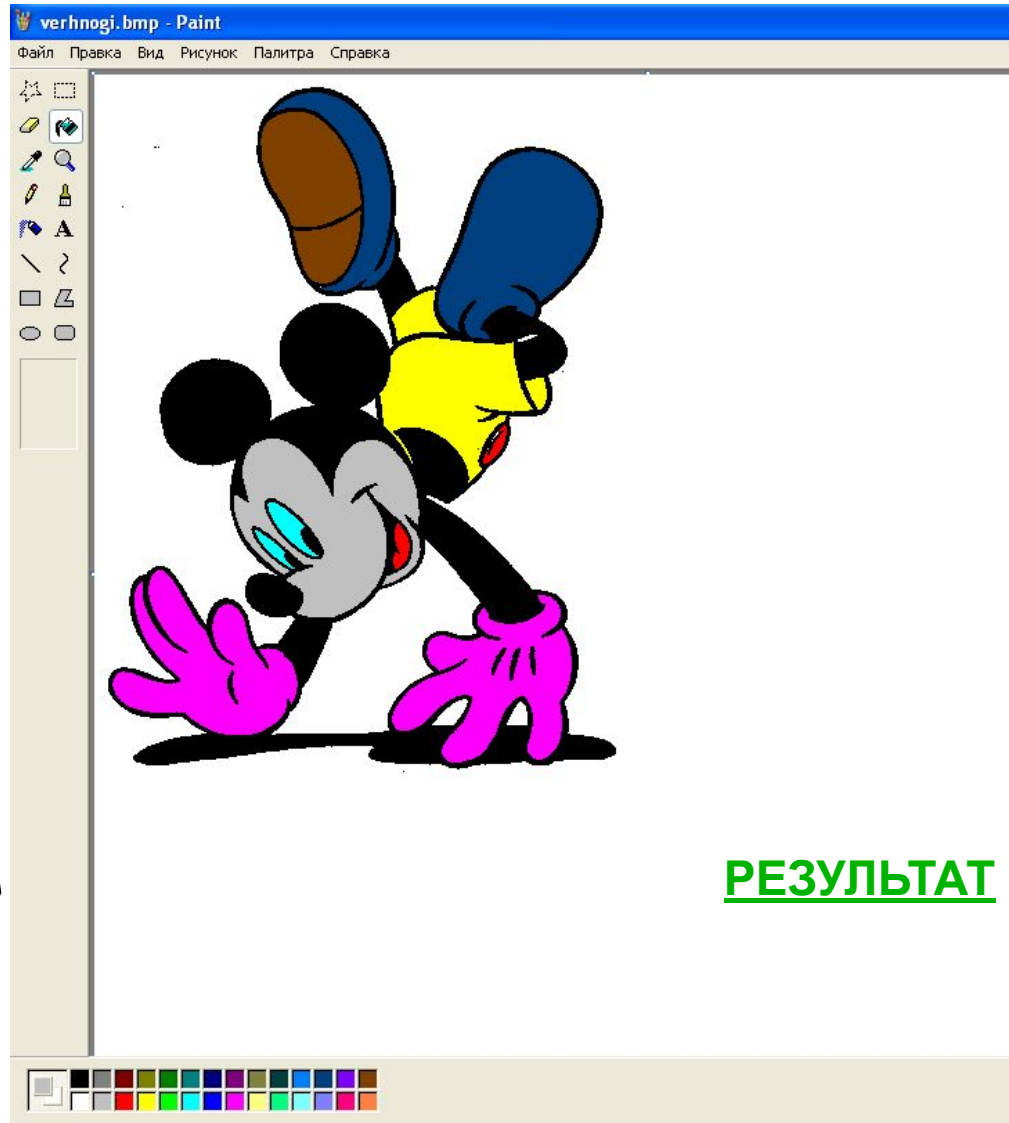 verhnogi.bmp - Paint
Файл Правка Вид Рисунок Палитра Справка
A
РЕЗУЛЬТАТ